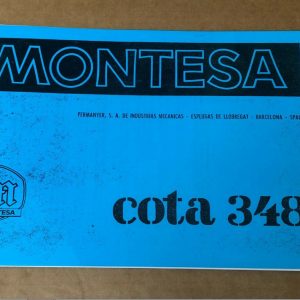 MONTESA
PERMANYER, S. A. DE INDUSTRIAS MECANICAS - ESPLUGAS DE LLOBREGAT - BARCELONA - SPA
cota 348